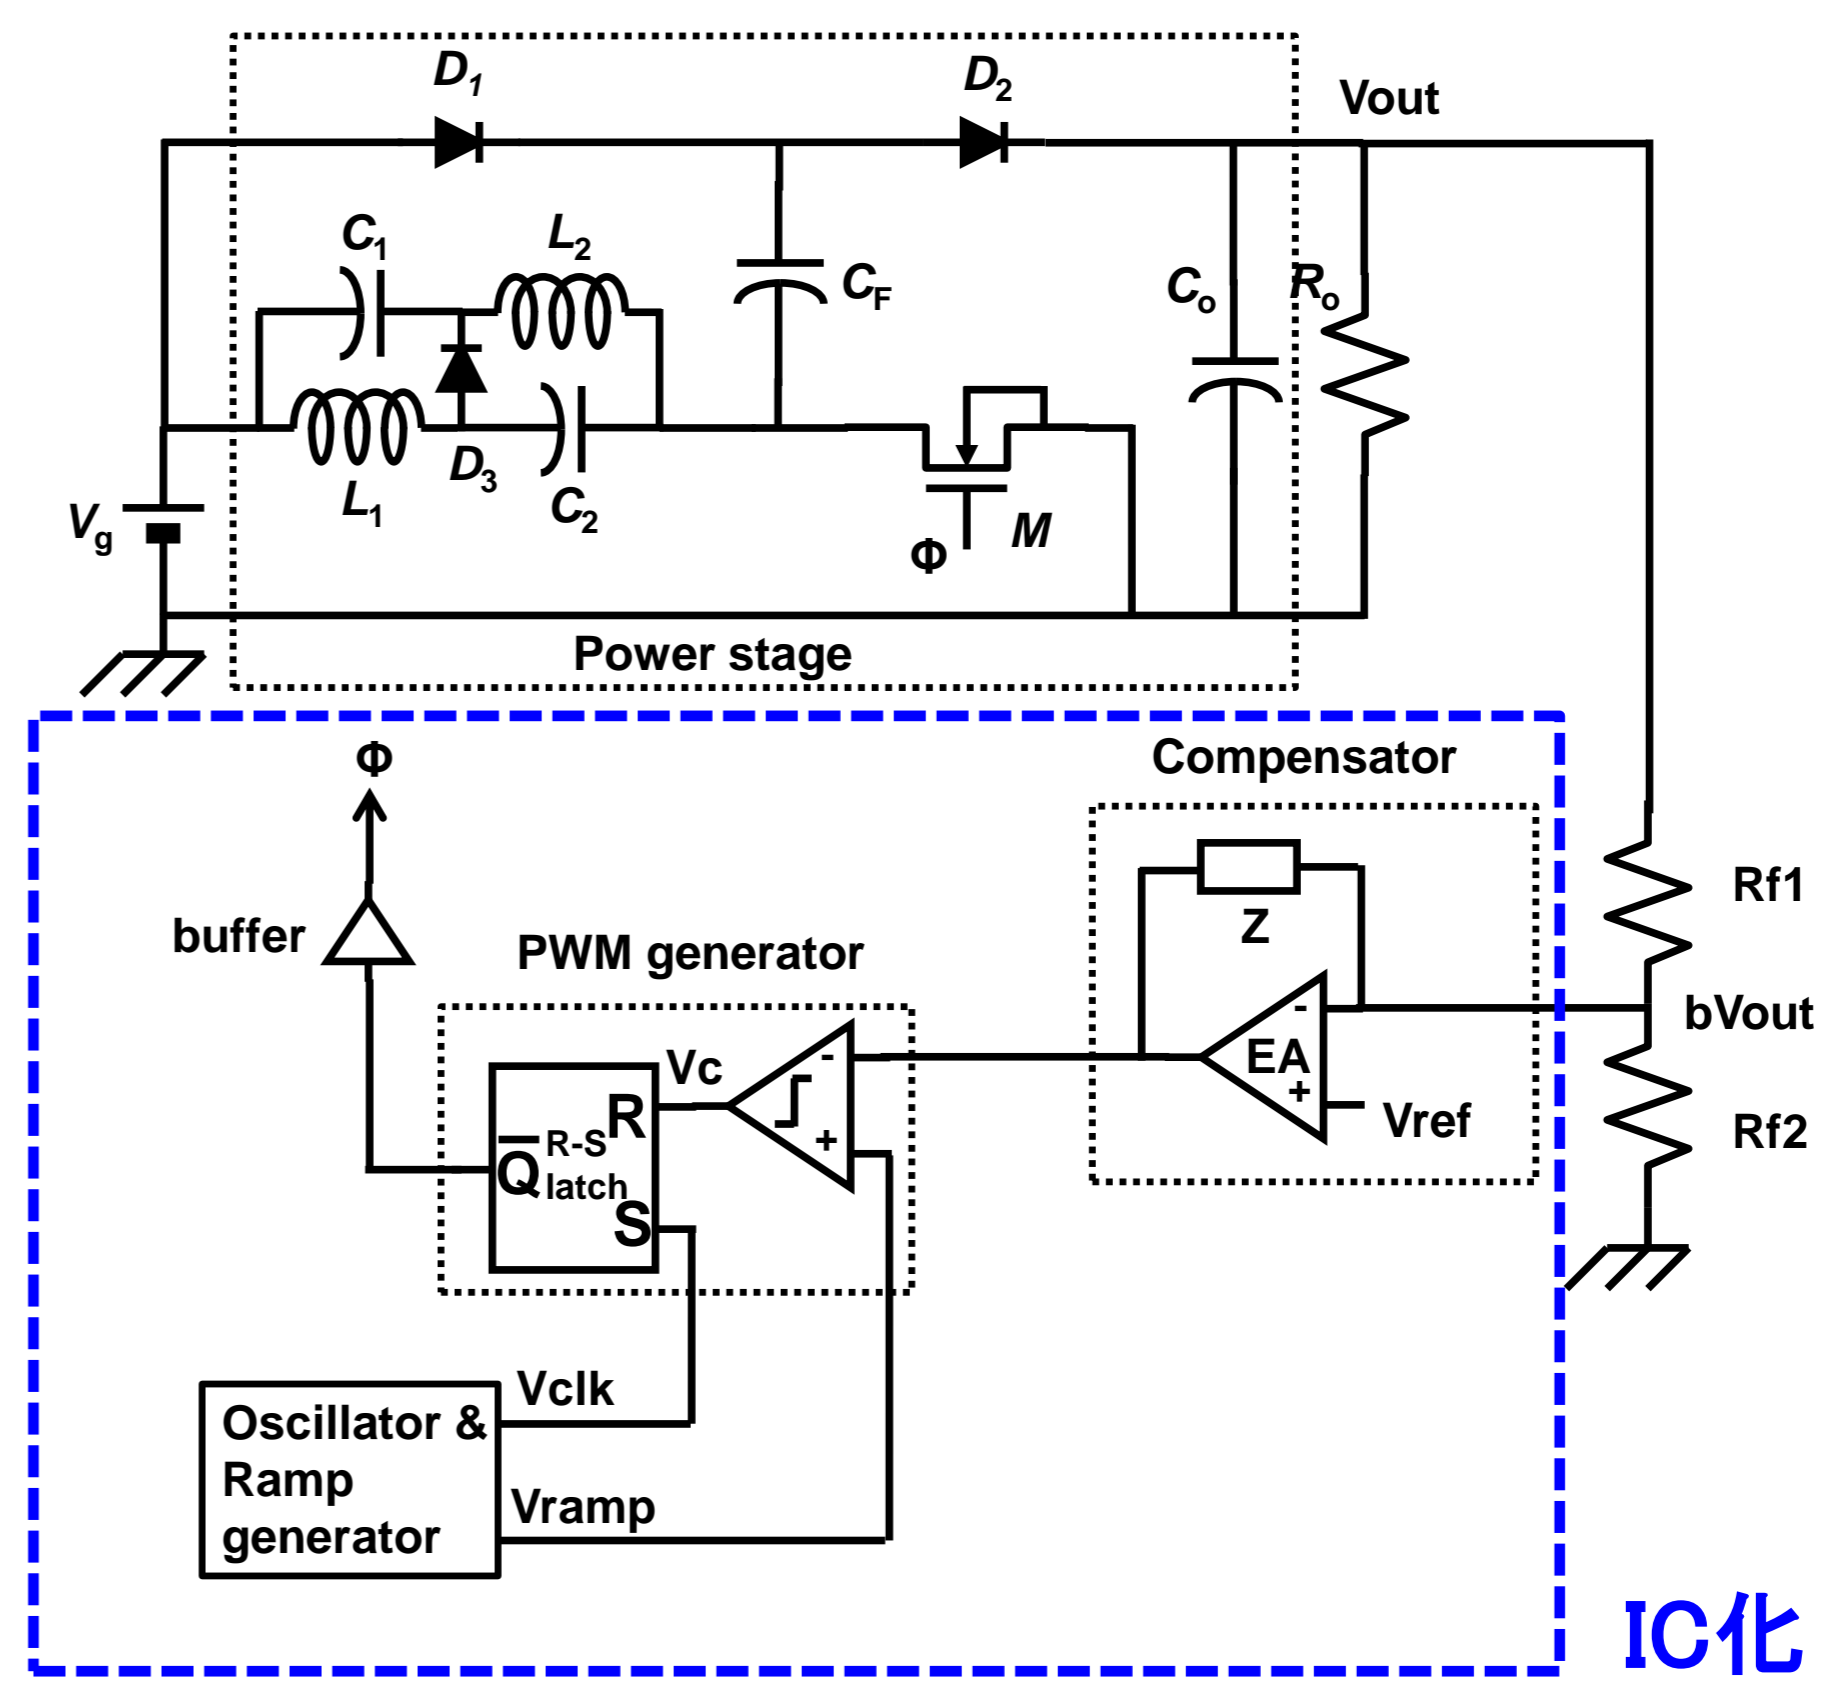 D1
D2
Vout
C1
L2
CF
Co
Ro
D3
L1
C2
Vg
Φ
M
Power stage
Φ
Compensator
buffer
Z
Rf1
PWM generator
-
bVout
EA
+
Vref
Rf2
Vc
-
+
R
Q̅
R-S
latch
S
Vclk
Oscillator &
Ramp
generator
Vramp
IC化